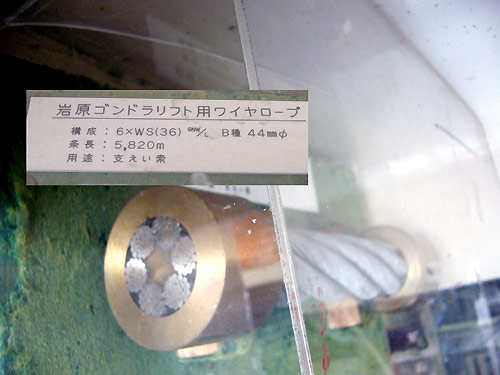 岩原ゴンドラリフト用ワイヤロープ
構成：6×WS(36) GNW/L B種 44mmφ
条長：5,820m
用途：支えい索